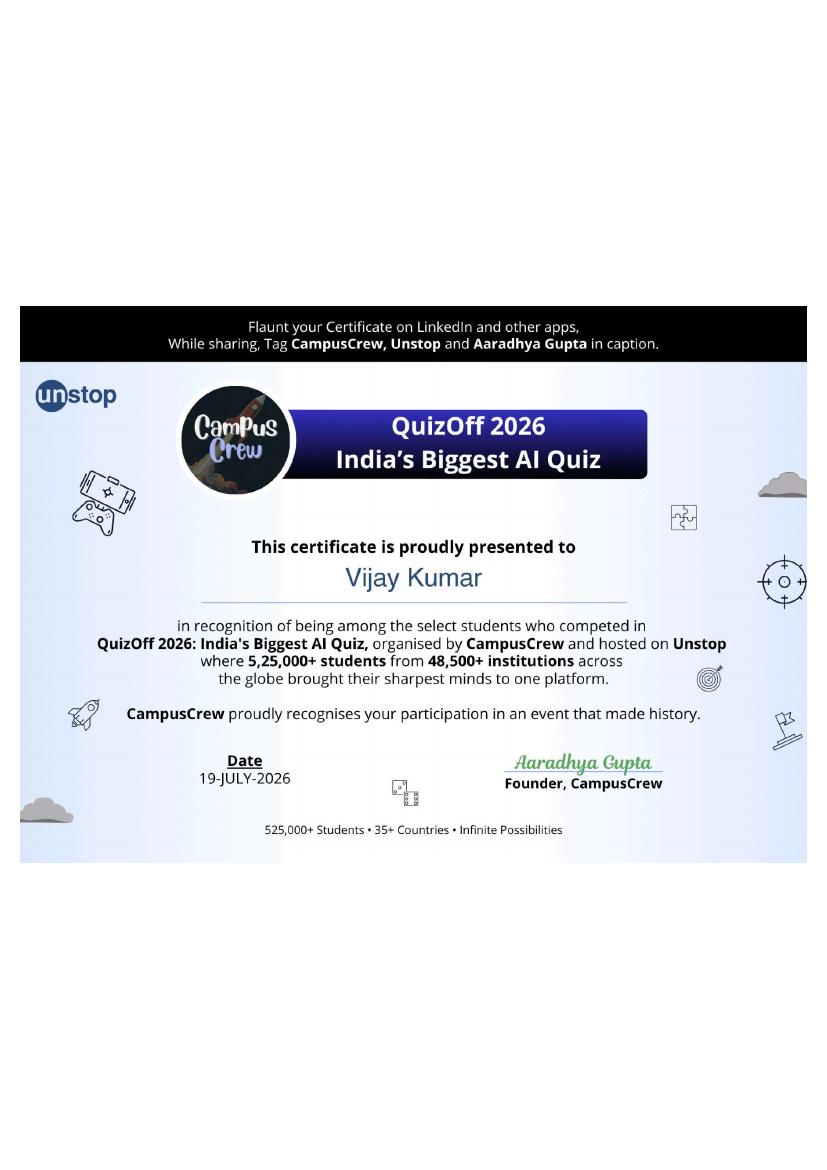 Flaunt your Certificate on LinkedIn and other apps,
While sharing, Tag CampusCrew, Unstop and Aaradhya Gupta in caption.
unstop
Campus
Crew
QuizOff 2026
India’s Biggest AI Quiz
This certificate is proudly presented to
Vijay Kumar
in recognition of being among the select students who competed in
QuizOff 2026: India's Biggest AI Quiz, organised by CampusCrew and hosted on Unstop
where 5,25,000+ students from 48,500+ institutions across
the globe brought their sharpest minds to one platform.
CampusCrew proudly recognises your participation in an event that made history.
Date
19-JULY-2026
Aaradhya Gupta
Founder, CampusCrew
525,000+ Students • 35+ Countries • Infinite Possibilities